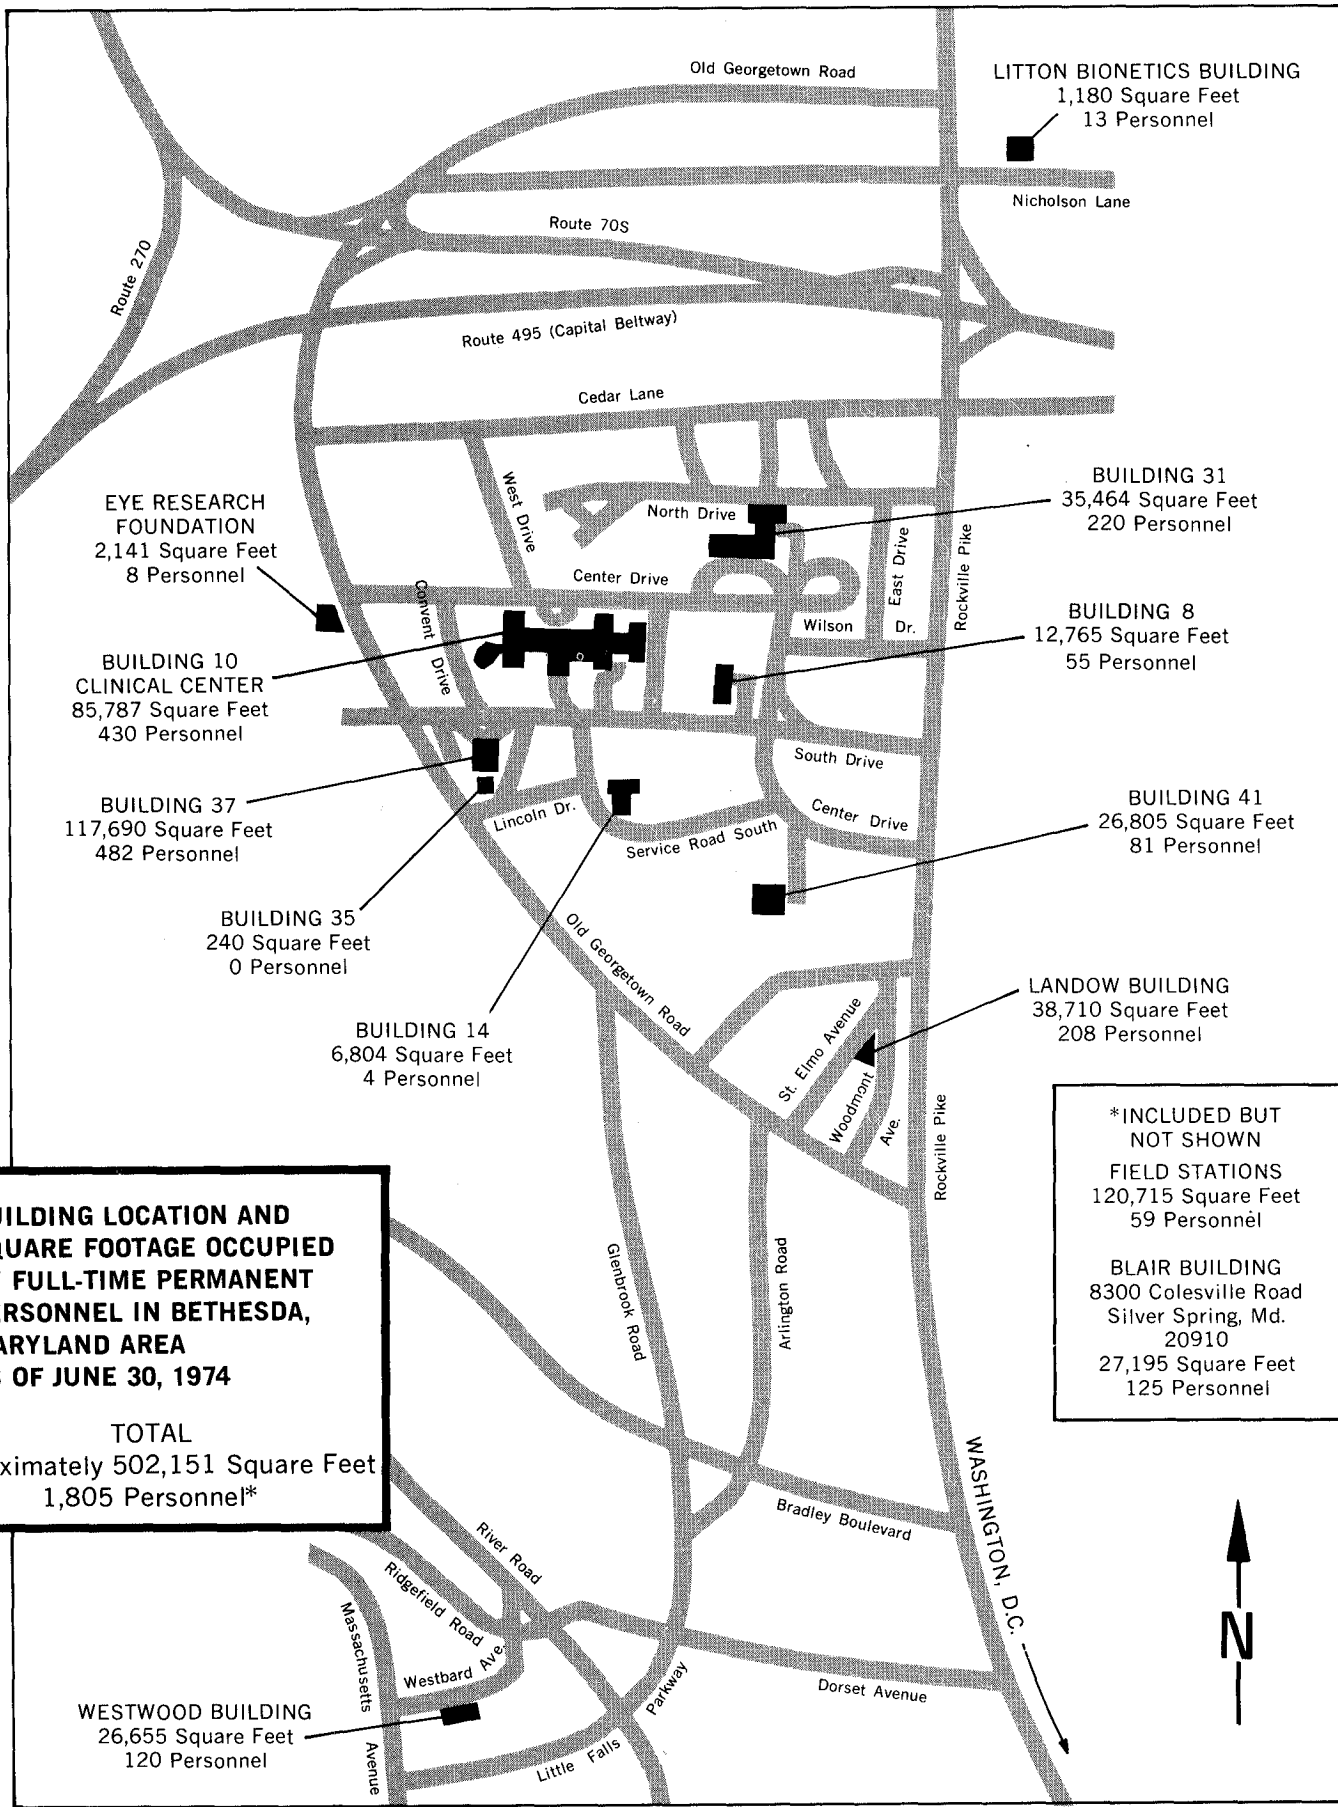 Old Georgetown Road
LITTON BIONETICS BUILDING
1,180 Square Feet
13 Personnel
Nicholson Lane
Route 70S
Route 270
Route 495 (Capital Beltway)
Cedar Lane
West Drive
North Drive
East Drive
Rockville Pike
BUILDING 31
35,464 Square Feet
220 Personnel
EYE RESEARCH
FOUNDATION
2,141 Square Feet
8 Personnel
Center Drive
Convent Drive
Wilson Dr.
BUILDING 8
12,765 Square Feet
55 Personnel
BUILDING 10
CLINICAL CENTER
85,787 Square Feet
430 Personnel
South Drive
BUILDING 37
117,690 Square Feet
482 Personnel
Lincoln Dr.
Service Road South
Center Drive
BUILDING 41
26,805 Square Feet
81 Personnel
BUILDING 35
240 Square Feet
0 Personnel
Old Georgetown Road
BUILDING 14
6,804 Square Feet
4 Personnel
St. Elmo Avenue
Woodmont Ave.
LANDOW BUILDING
38,710 Square Feet
208 Personnel
Rockville Pike
*INCLUDED BUT
NOT SHOWN
FIELD STATIONS
120,715 Square Feet
59 Personnel
BLAIR BUILDING
8300 Colesville Road
Silver Spring, Md.
20910
27,195 Square Feet
125 Personnel
UILDING LOCATION AND
QUARE FOOTAGE OCCUPIED
FULL-TIME PERMANENT
ERSONNEL IN BETHESDA,
ARYLAND AREA
OF JUNE 30, 1974
TOTAL
ximately 502,151 Square Feet
1,805 Personnel*
Glenbrook Road
Arlington Road
Bradley Boulevard
WASHINGTON, D.C.
River Road
Ridgefield Road
Massachusetts Avenue
Westbard Ave.
WESTWOOD BUILDING
26,655 Square Feet
120 Personnel
Little Falls Parkway
Dorset Avenue
N